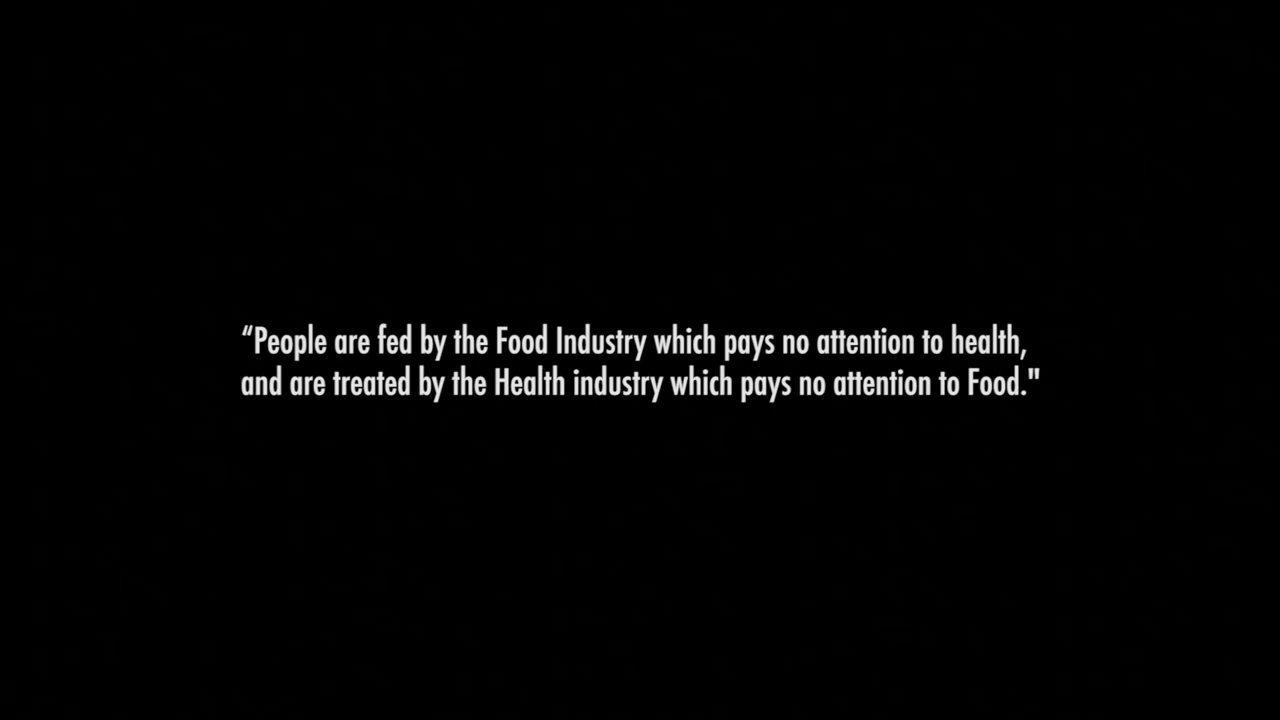 “People are fed by the Food Industry which pays no attention to health,
and are treated by the Health industry which pays no attention to Food."